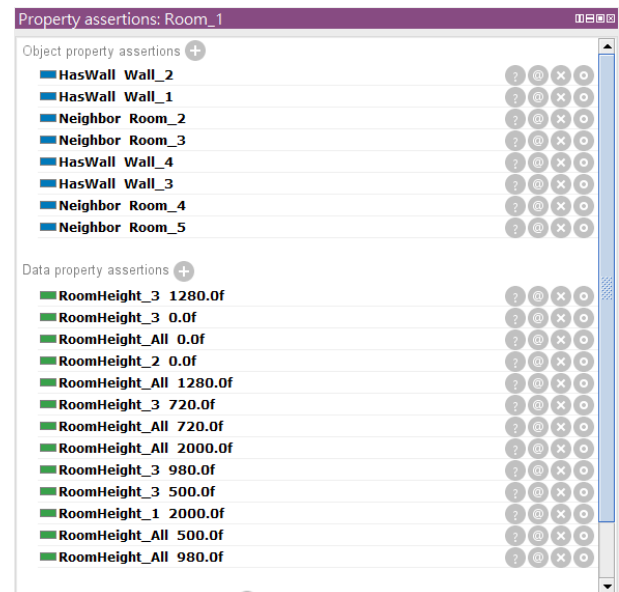 Property assertions: Room_1
Object property assertions
HasWall Wall_2
HasWall Wall_1
Neighbor Room_2
Neighbor Room_3
HasWall Wall_4
HasWall Wall_3
Neighbor Room_4
Neighbor Room_5
Data property assertions
RoomHeight_3 1280.0f
RoomHeight_3 0.0f
RoomHeight_All 0.0f
RoomHeight_2 0.0f
RoomHeight_All 1280.0f
RoomHeight_3 720.0f
RoomHeight_All 720.0f
RoomHeight_All 2000.0f
RoomHeight_3 980.0f
RoomHeight_3 500.0f
RoomHeight_1 2000.0f
RoomHeight_All 500.0f
RoomHeight_All 980.0f